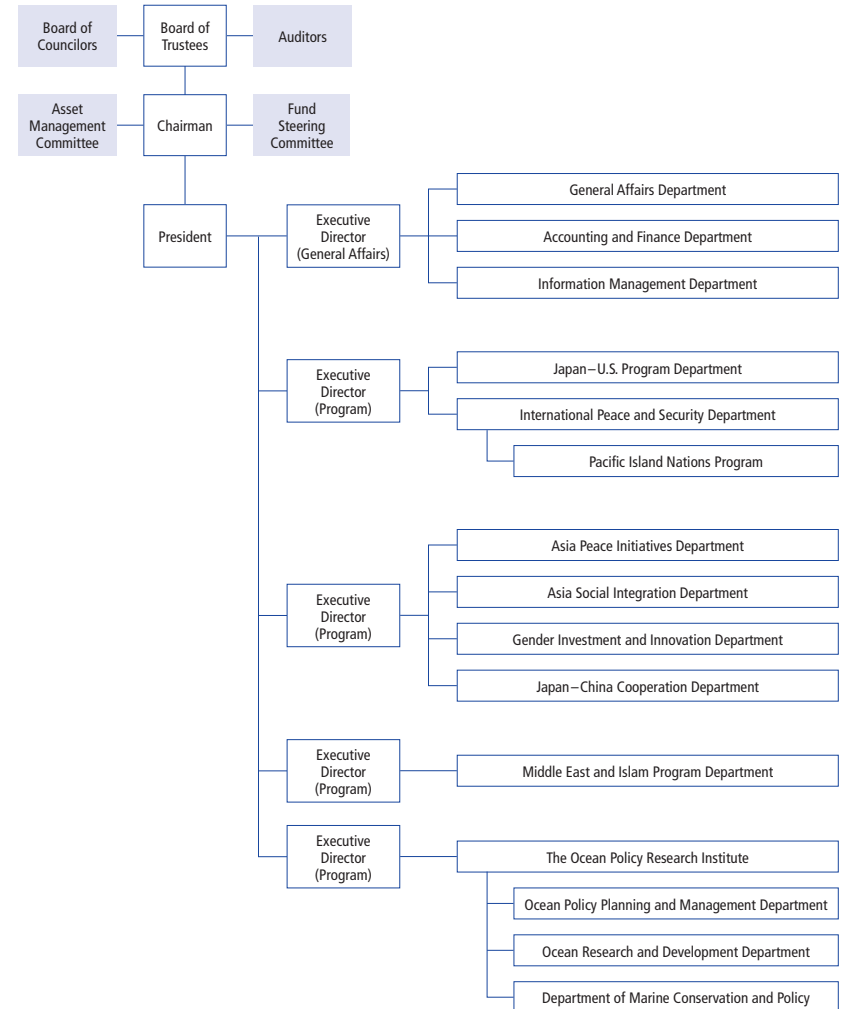 Board of
Councilors
Board of
Trustees
Auditors
Asset
Management
Committee
Chairman
Fund
Steering
Committee
President
Executive
Director
(General Affairs)
General Affairs Department
Accounting and Finance Department
Information Management Department
Executive
Director
(Program)
Japan–U.S. Program Department
International Peace and Security Department
Pacific Island Nations Program
Executive
Director
(Program)
Asia Peace Initiatives Department
Asia Social Integration Department
Gender Investment and Innovation Department
Japan–China Cooperation Department
Executive
Director
(Program)
Middle East and Islam Program Department
Executive
Director
(Program)
The Ocean Policy Research Institute
Ocean Policy Planning and Management Department
Ocean Research and Development Department
Department of Marine Conservation and Policy